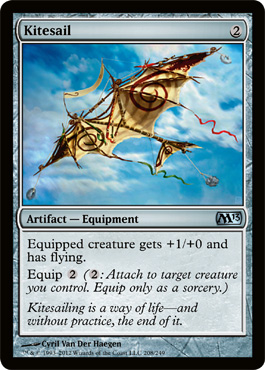 Kitesail 2
Artifact — Equipment M13
Equipped creature gets +1/+0 and
has flying.
Equip 2 (2: Attach to target creature
you control. Equip only as a sorcery.)
Kitesailing is a way of life—and
without practice, the end of it.
Cyril Van Der Haegen
™ & © 1993–2012 Wizards of the Coast LLC 208/249